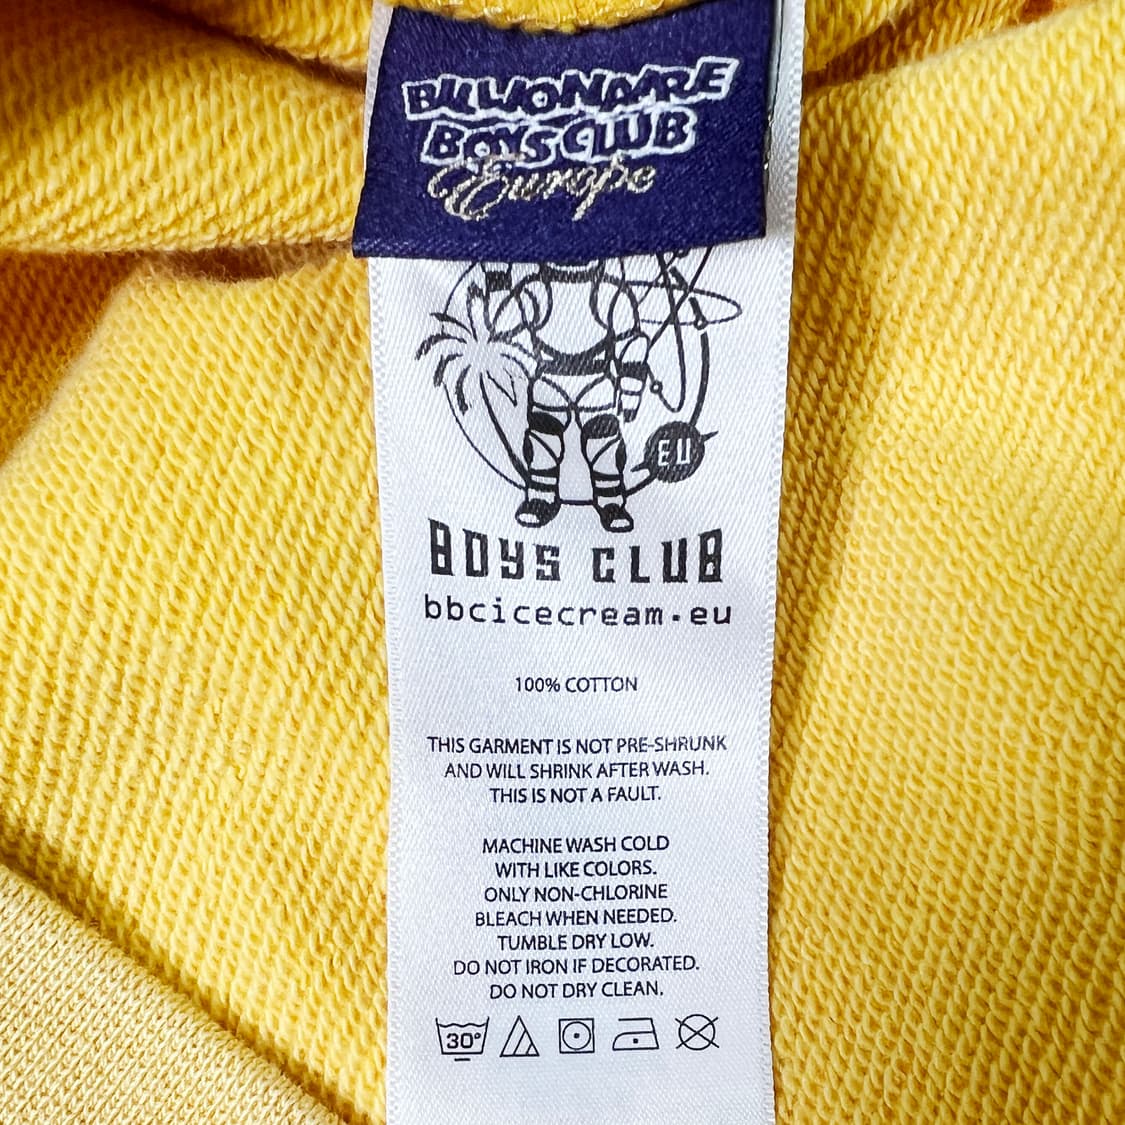 BILLIONAIRE
BOYS CLUB
Europe
EU
BOYS CLUB
bbcicecream.eu
100% COTTON
THIS GARMENT IS NOT PRE-SHRUNK
AND WILL SHRINK AFTER WASH.
THIS IS NOT A FAULT.
MACHINE WASH COLD
WITH LIKE COLORS.
ONLY NON-CHLORINE
BLEACH WHEN NEEDED.
TUMBLE DRY LOW.
DO NOT IRON IF DECORATED.
DO NOT DRY CLEAN.
30°